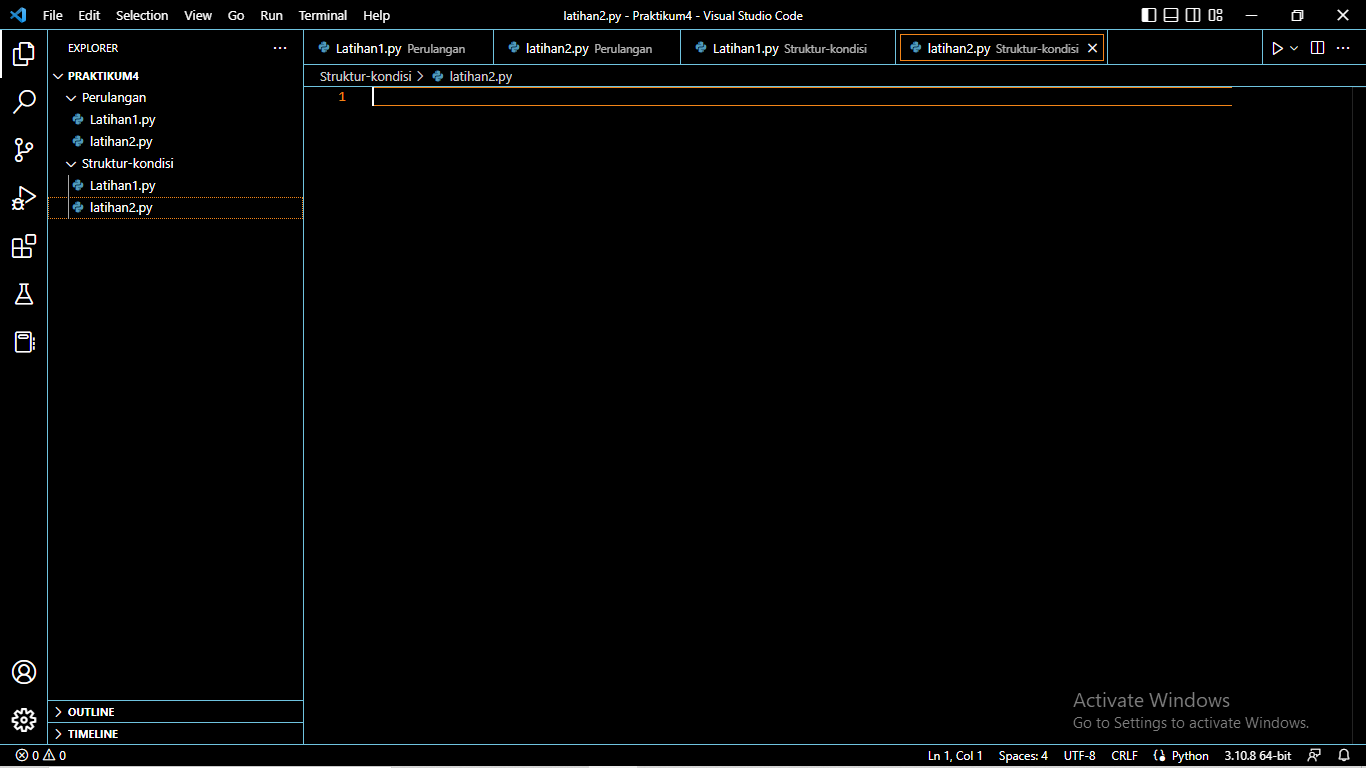 File Edit Selection View Go Run Terminal Help
latihan2.py - Praktikum4 - Visual Studio Code
EXPLORER
PRAKTIKUM4
Perulangan
Latihan1.py
latihan2.py
Struktur-kondisi
Latihan1.py
latihan2.py
OUTLINE
TIMELINE
Latihan1.py Perulangan
latihan2.py Perulangan
Latihan1.py Struktur-kondisi
latihan2.py Struktur-kondisi
Struktur-kondisi > latihan2.py
1
Activate Windows
Go to Settings to activate Windows.
0 0
Ln 1, Col 1 Spaces: 4 UTF-8 CRLF Python 3.10.8 64-bit